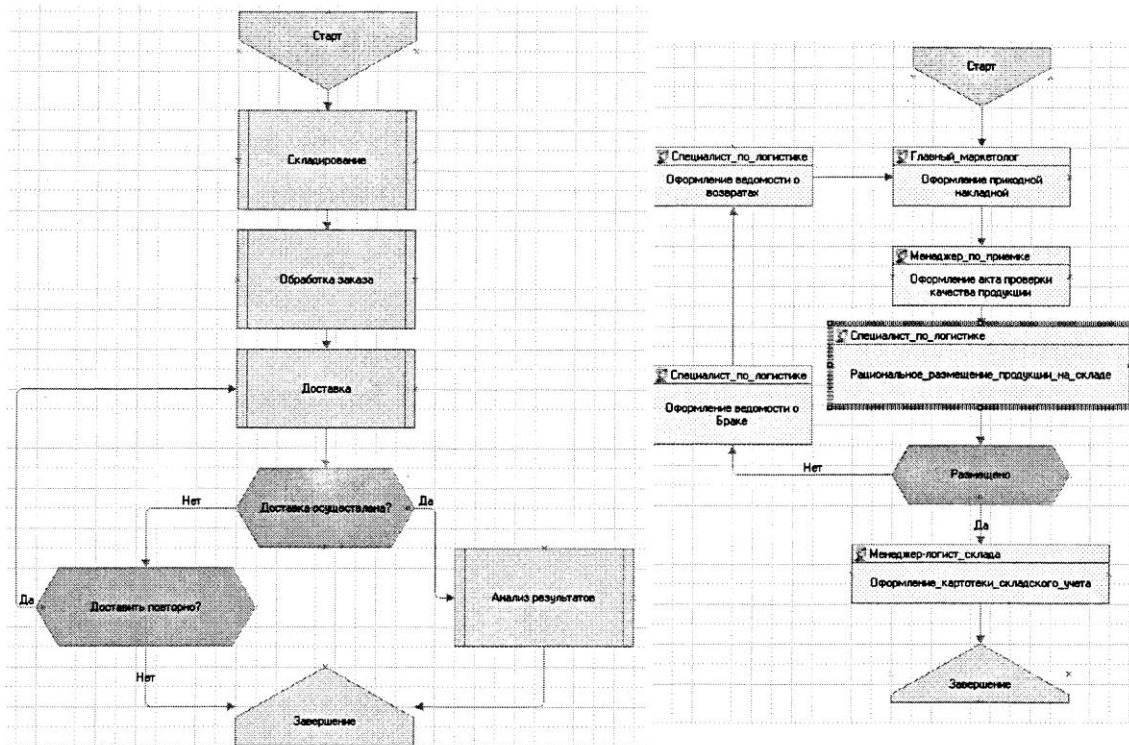 Старт
Складирование
Обработка заказа
Доставка
Доставка осуществлена?
Нет
Да
Доставить повторно?
Да
Анализ результатов
Нет
Завершение
Старт
Специалист_по_логистике
Оформление ведомости о
возвратах
Главный_маркетолог
Оформление приходной
накладной
Менеджер_по_приемке
Оформление акта проверки
качества продукции
Специалист_по_логистике
Рациональное_размещение_продукции_на_складе
Специалист_по_логистике
Оформление ведомости о
Браке
Нет
Размещено
Да
Менеджер-логист_склада
Оформление_картотеки_складского_учета
Завершение